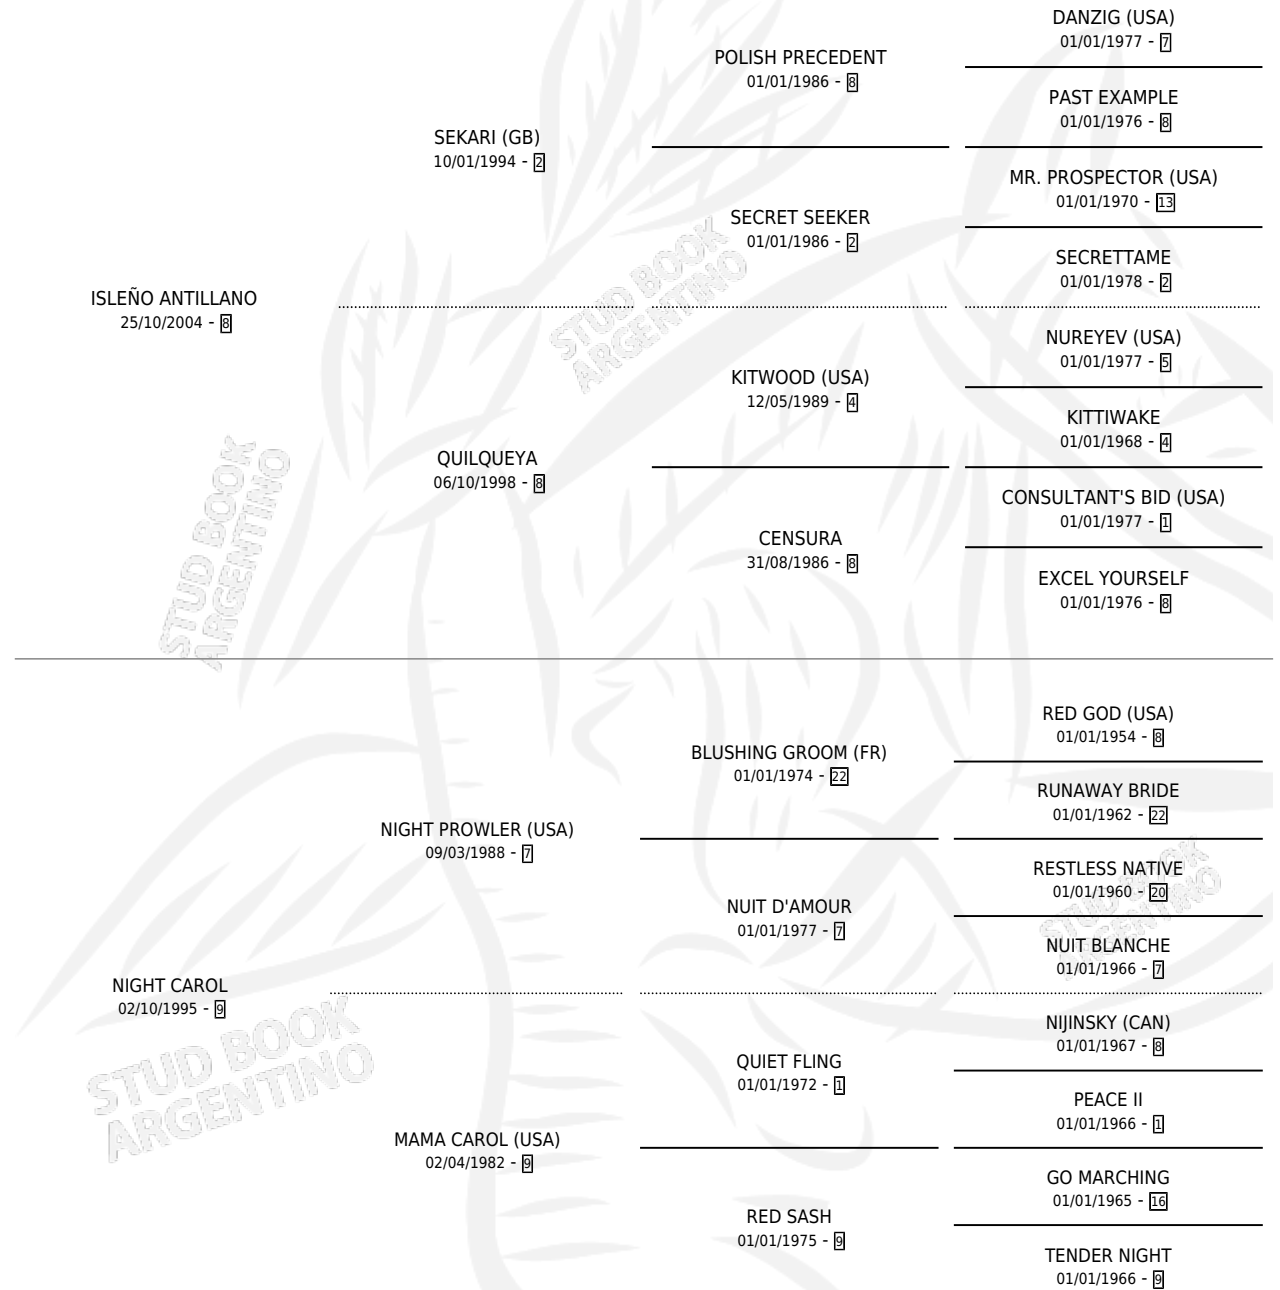 DANZIG (USA)
01/01/1977 - 7
POLISH PRECEDENT
01/01/1986 - 8
PAST EXAMPLE
01/01/1976 - 8
SEKARI (GB)
10/01/1994 - 2
MR. PROSPECTOR (USA)
01/01/1970 - 13
SECRET SEEKER
01/01/1986 - 2
SECRETTAME
01/01/1978 - 2
ISLEÑO ANTILLANO
25/10/2004 - 8
NUREYEV (USA)
01/01/1977 - 5
KITWOOD (USA)
12/05/1989 - 4
KITTIWAKE
01/01/1968 - 4
QUILQUEYA
06/10/1998 - 8
CONSULTANT'S BID (USA)
01/01/1977 - 1
CENSURA
31/08/1986 - 8
EXCEL YOURSELF
01/01/1976 - 8
STUD BOOK
ARGENTINO
STUD BOOK
ARGENTINO
RED GOD (USA)
01/01/1954 - 8
BLUSHING GROOM (FR)
01/01/1974 - 22
RUNAWAY BRIDE
01/01/1962 - 22
NIGHT PROWLER (USA)
09/03/1988 - 7
RESTLESS NATIVE
01/01/1960 - 20
NUIT D'AMOUR
01/01/1977 - 7
NUIT BLANCHE
01/01/1966 - 7
NIGHT CAROL
02/10/1995 - 9
NIJINSKY (CAN)
01/01/1967 - 8
QUIET FLING
01/01/1972 - 1
PEACE II
01/01/1966 - 1
MAMA CAROL (USA)
02/04/1982 - 9
GO MARCHING
01/01/1965 - 16
RED SASH
01/01/1975 - 9
TENDER NIGHT
01/01/1966 - 9
STUD BOOK
ARGENTINO
STUD BOOK
ARGENTINO